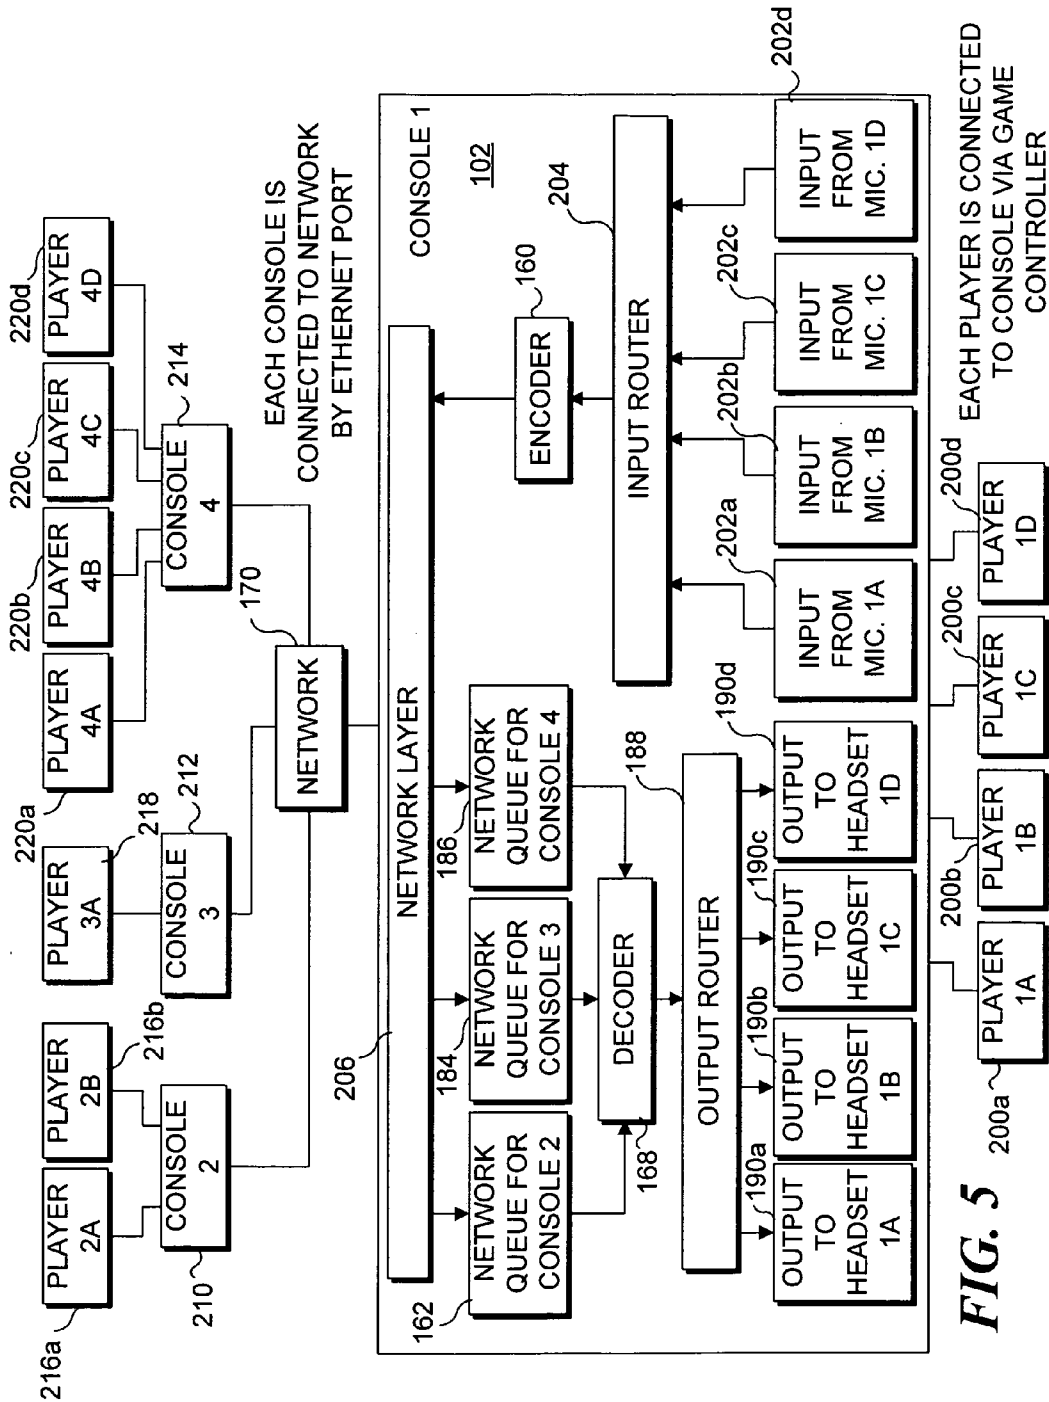 216a
PLAYER
2A
PLAYER
2B
216b
PLAYER
3A
218
220a
PLAYER
4A
220b
PLAYER
4B
220c
PLAYER
4C
220d
PLAYER
4D
210
CONSOLE
2
CONSOLE
3
212
CONSOLE
4
214
NETWORK
170
EACH CONSOLE IS
CONNECTED TO NETWORK
BY ETHERNET PORT
206
NETWORK LAYER
CONSOLE 1
102
162
NETWORK
QUEUE FOR
CONSOLE 2
184
NETWORK
QUEUE FOR
CONSOLE 3
186
NETWORK
QUEUE FOR
CONSOLE 4
ENCODER
160
168
DECODER
INPUT ROUTER
204
OUTPUT ROUTER
188
190a
OUTPUT
TO
HEADSET
1A
190b
OUTPUT
TO
HEADSET
1B
190c
OUTPUT
TO
HEADSET
1C
190d
OUTPUT
TO
HEADSET
1D
202a
INPUT
FROM
MIC. 1A
202b
INPUT
FROM
MIC. 1B
202c
INPUT
FROM
MIC. 1C
202d
INPUT
FROM
MIC. 1D
200a
PLAYER
1A
200b
PLAYER
1B
200c
PLAYER
1C
200d
PLAYER
1D
EACH PLAYER IS CONNECTED
TO CONSOLE VIA GAME
CONTROLLER
FIG. 5